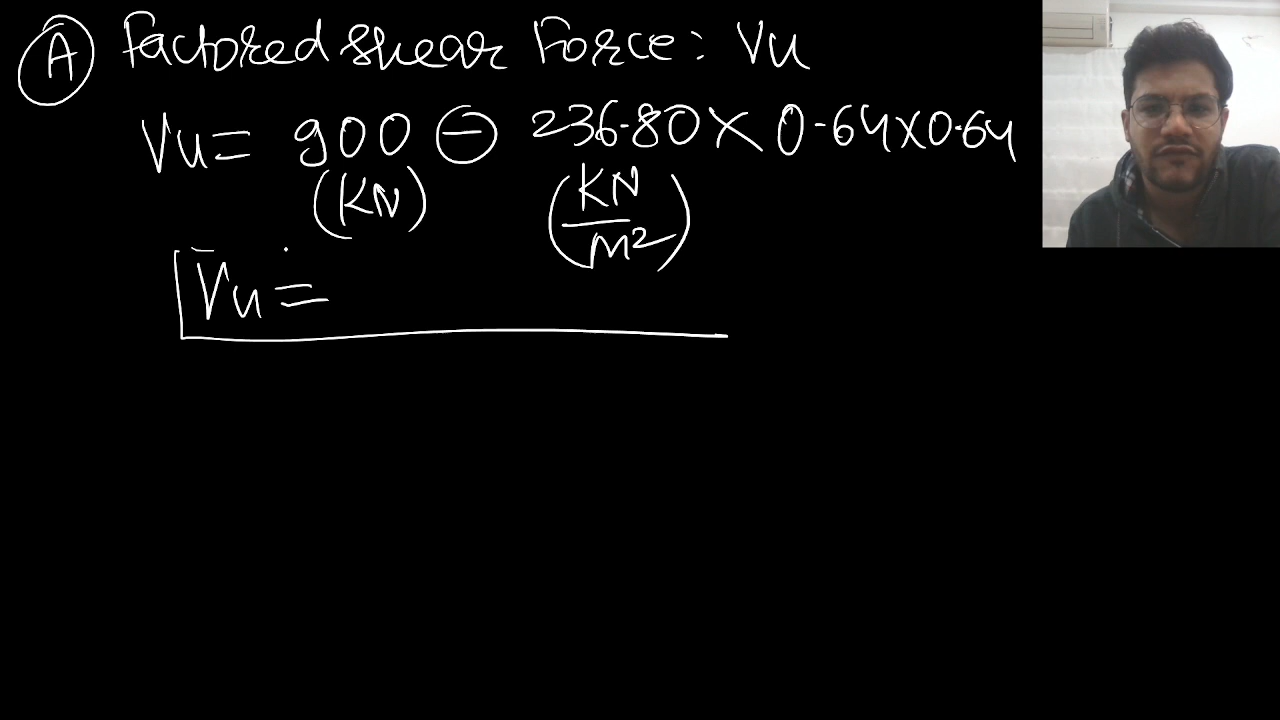 A Factored shear Force: Vu
Vu = 900 ⊖ 236.80 × 0.64 × 0.64
(KN) (KN/m²)
Vu =